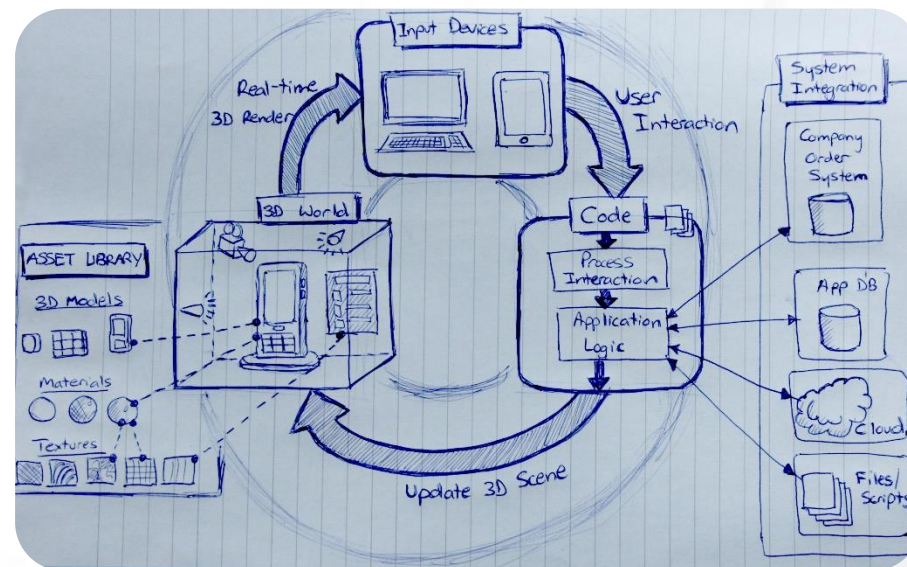 Input Devices
Real-time
3D Render
User
Interaction
3D World
Code
Process
Interaction
Application
Logic
Update 3D Scene
ASSET LIBRARY
3D Models
Materials
Textures
System
Integration
Company
Order
System
App DB
Cloud
Files/
Scripts